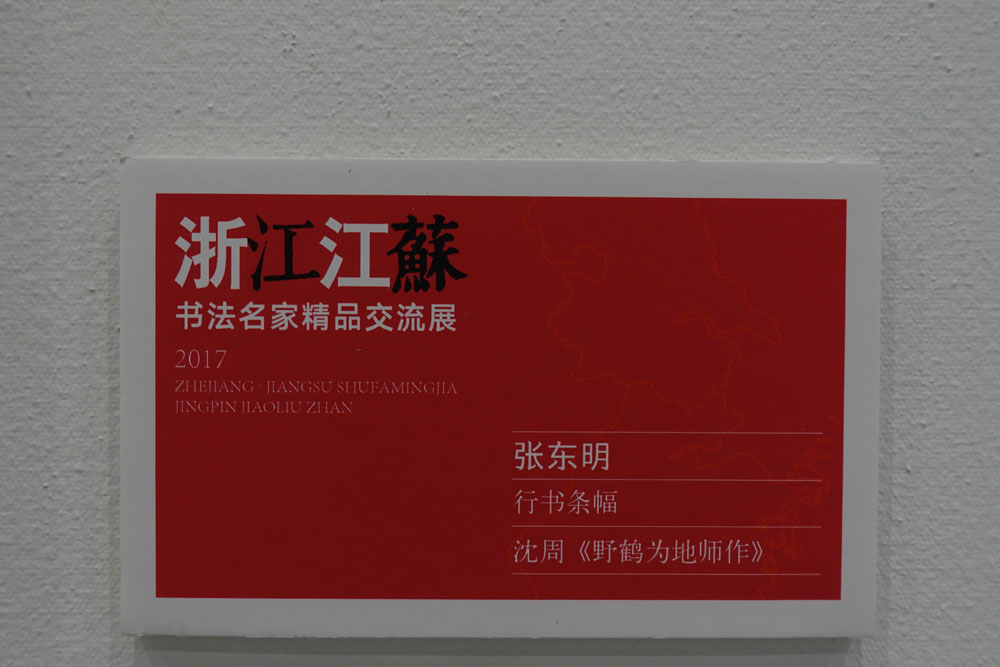 浙江江蘇
书法名家精品交流展
2017
ZHEJIANG · JIANGSU SHUFAMINGJIA
JINGPIN JIAOLIU ZHAN
张东明
行书条幅
沈周《野鹤为地师作》